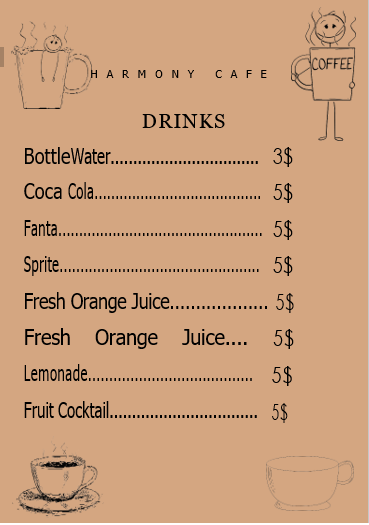 HARMONY CAFE
COFFEE
DRINKS
BottleWater................................. 3$
Coca Cola..................................... 5$
Fanta.............................................. 5$
Sprite............................................. 5$
Fresh Orange Juice.................... 5$
Fresh Orange Juice.... 5$
Lemonade..................................... 5$
Fruit Cocktail................................. 5$